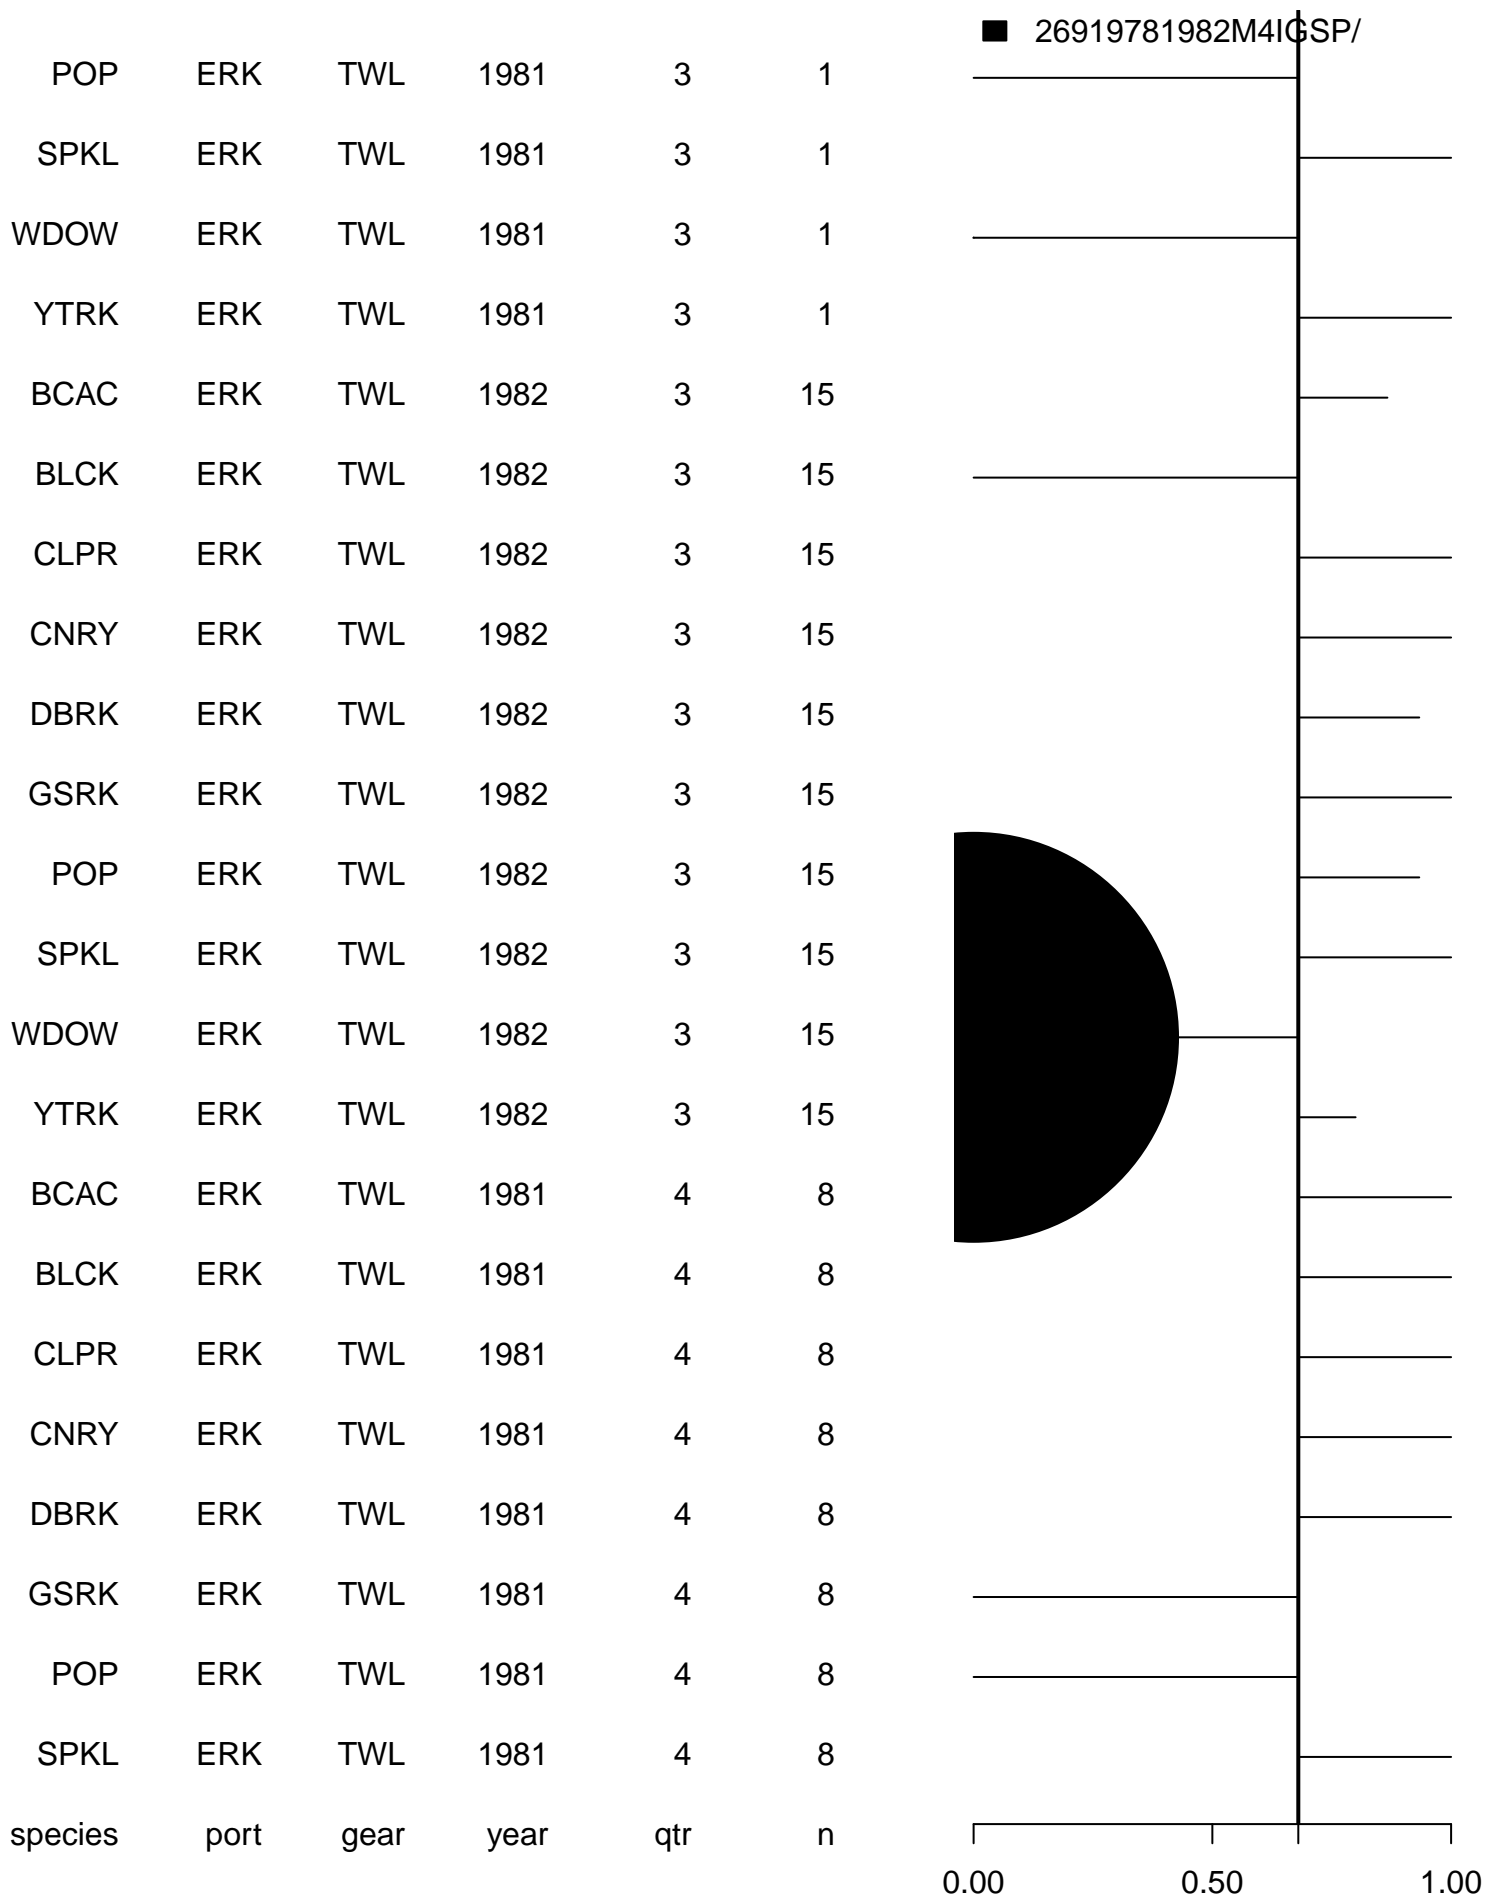 26919781982M4IGSP/
POP ERK TWL 1981 3 1
SPKL ERK TWL 1981 3 1
WDOW ERK TWL 1981 3 1
YTRK ERK TWL 1981 3 1
BCAC ERK TWL 1982 3 15
BLCK ERK TWL 1982 3 15
CLPR ERK TWL 1982 3 15
CNRY ERK TWL 1982 3 15
DBRK ERK TWL 1982 3 15
GSRK ERK TWL 1982 3 15
POP ERK TWL 1982 3 15
SPKL ERK TWL 1982 3 15
WDOW ERK TWL 1982 3 15
YTRK ERK TWL 1982 3 15
BCAC ERK TWL 1981 4 8
BLCK ERK TWL 1981 4 8
CLPR ERK TWL 1981 4 8
CNRY ERK TWL 1981 4 8
DBRK ERK TWL 1981 4 8
GSRK ERK TWL 1981 4 8
POP ERK TWL 1981 4 8
SPKL ERK TWL 1981 4 8
species port gear year qtr n
0.00 0.50 1.00